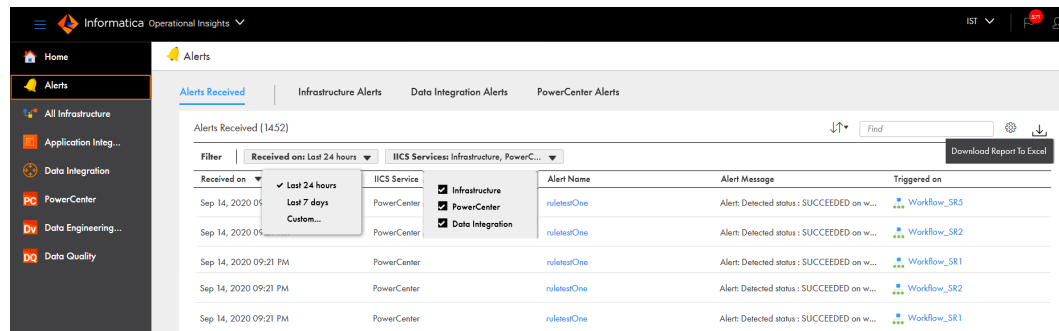 Informatica Operational Insights IST 571
Home
Alerts
All Infrastructure
Application Integ...
Data Integration
PC PowerCenter
Dv Data Engineering...
DQ Data Quality
Alerts
Alerts Received Infrastructure Alerts Data Integration Alerts PowerCenter Alerts
Alerts Received (1452) Find
Download Report To Excel
Filter Received on: Last 24 hours IICS Services: Infrastructure, PowerC...
Received on IICS Service Alert Name Alert Message Triggered on
✓ Last 24 hours
Last 7 days
Custom...
Infrastructure
PowerCenter
Data Integration
Sep 14, 2020 09 PowerCenter ruletestOne Alert: Detected status : SUCCEEDED on w... Workflow_SR5
Sep 14, 2020 09: PowerCenter ruletestOne Alert: Detected status : SUCCEEDED on w... Workflow_SR2
Sep 14, 2020 09:21 PM PowerCenter ruletestOne Alert: Detected status : SUCCEEDED on w... Workflow_SR1
Sep 14, 2020 09:21 PM PowerCenter ruletestOne Alert: Detected status : SUCCEEDED on w... Workflow_SR2
Sep 14, 2020 09:21 PM PowerCenter ruletestOne Alert: Detected status : SUCCEEDED on w... Workflow_SR1